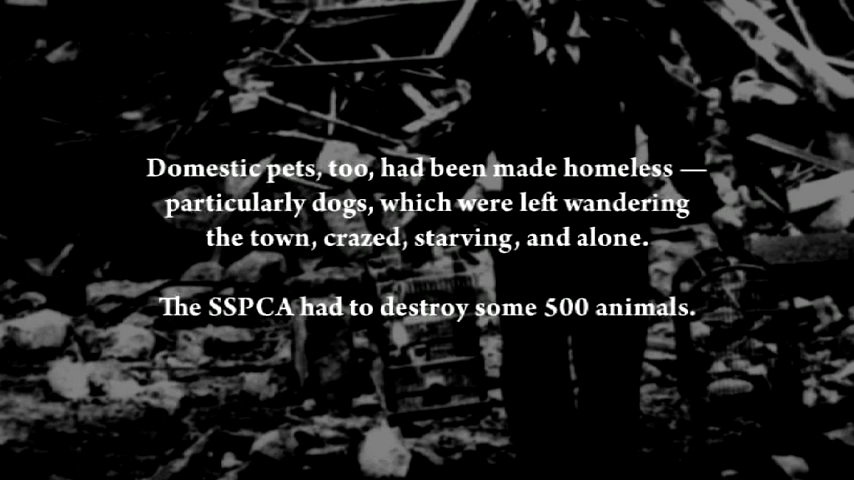 Domestic pets, too, had been made homeless —
particularly dogs, which were left wandering
the town, crazed, starving, and alone.
The SSPCA had to destroy some 500 animals.